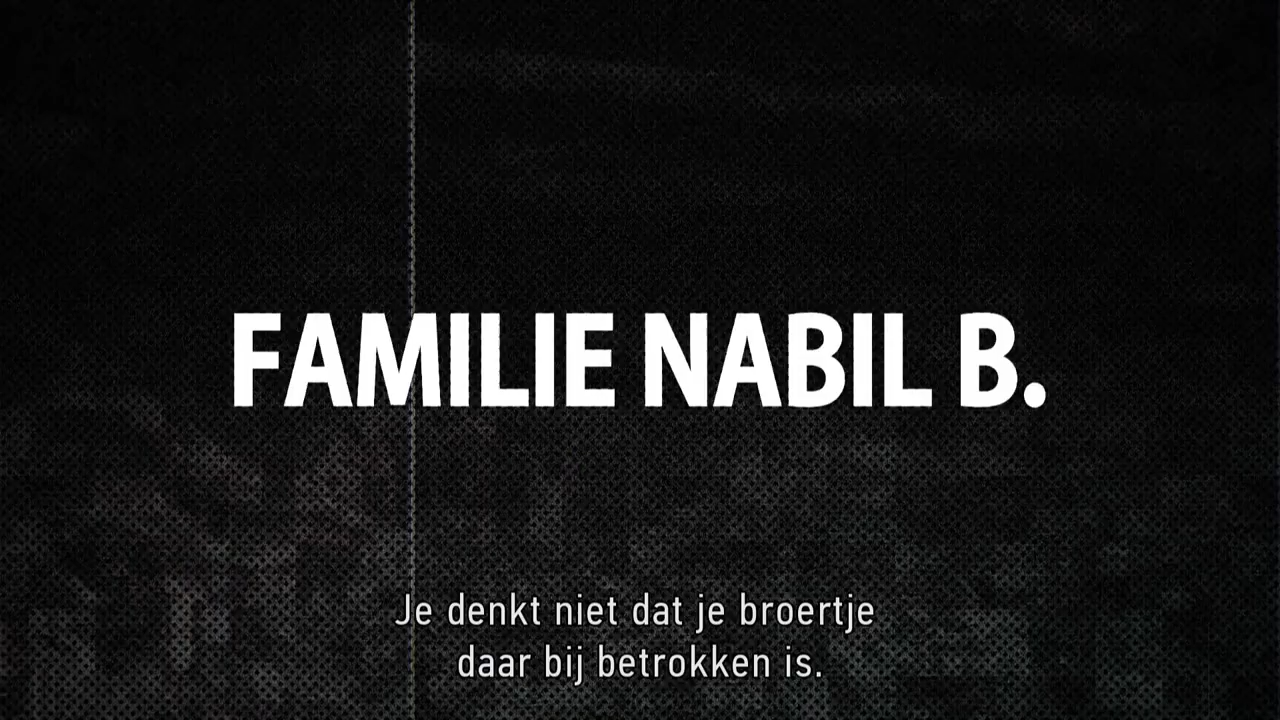 FAMILIE NABIL B.
Je denkt niet dat je broertje
daar bij betrokken is.